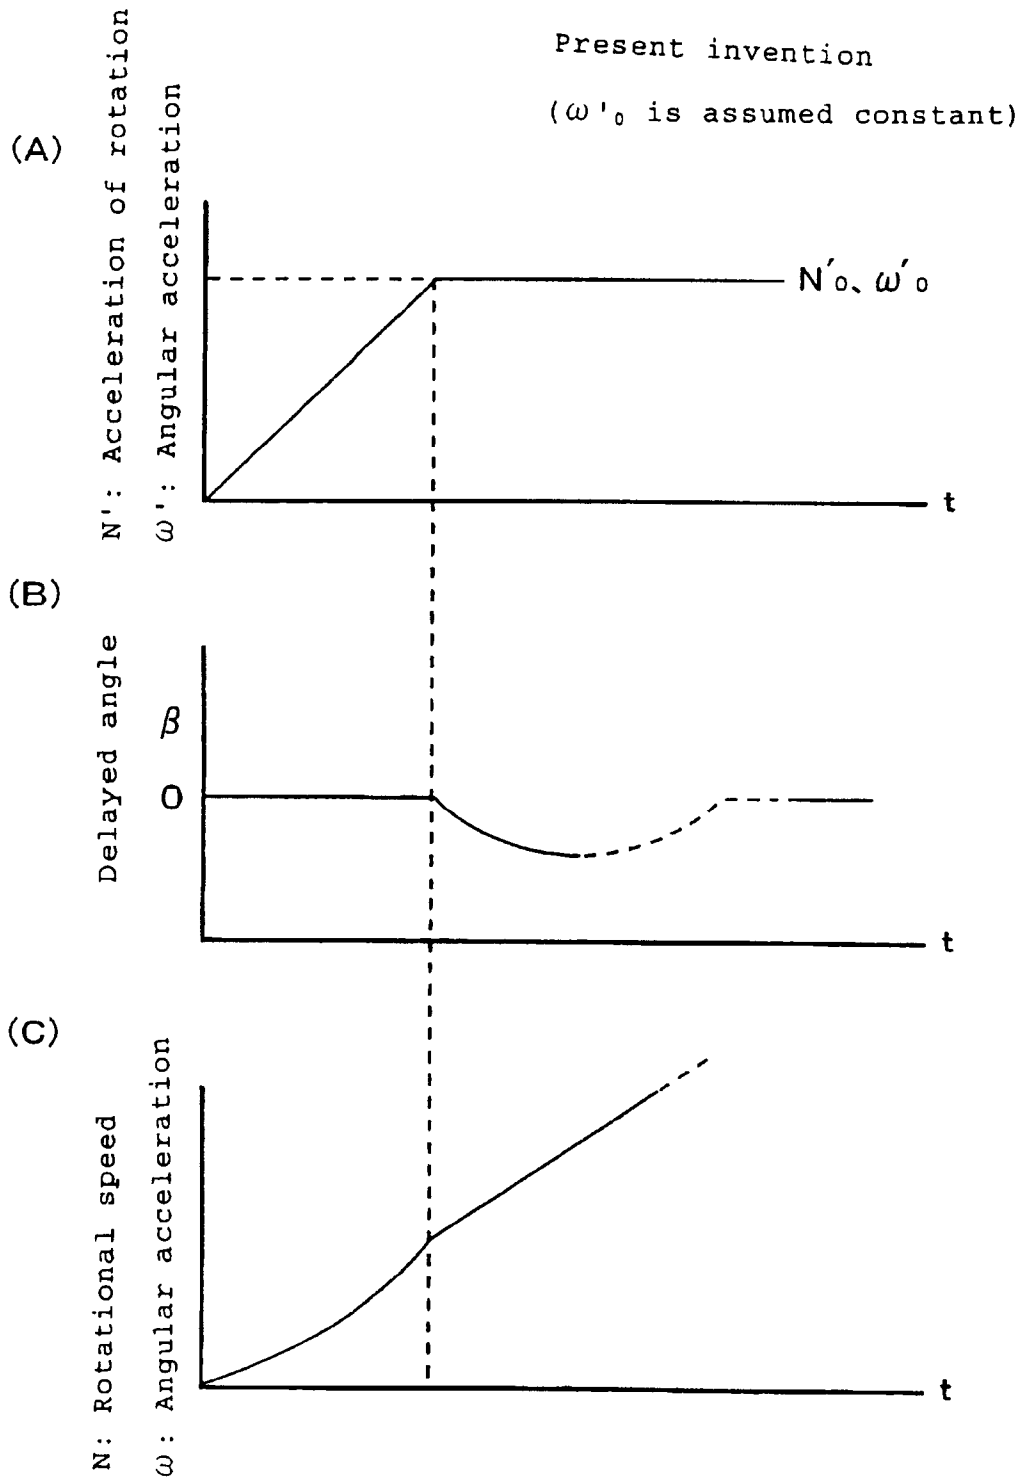 Present invention
(ω'₀ is assumed constant)
(A)
N': Acceleration of rotation
ω': Angular acceleration
N'₀、ω'₀
t
(B)
Delayed angle
β
0
t
(C)
N: Rotational speed
ω: Angular acceleration
t